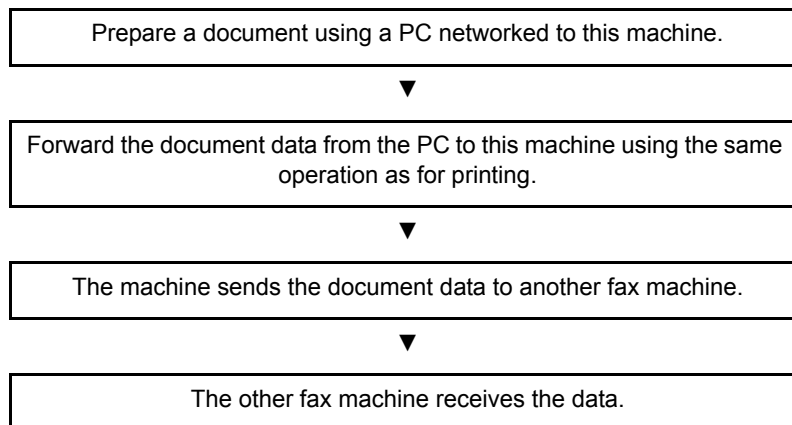 Prepare a document using a PC networked to this machine.
▼
Forward the document data from the PC to this machine using the same
operation as for printing.
▼
The machine sends the document data to another fax machine.
▼
The other fax machine receives the data.